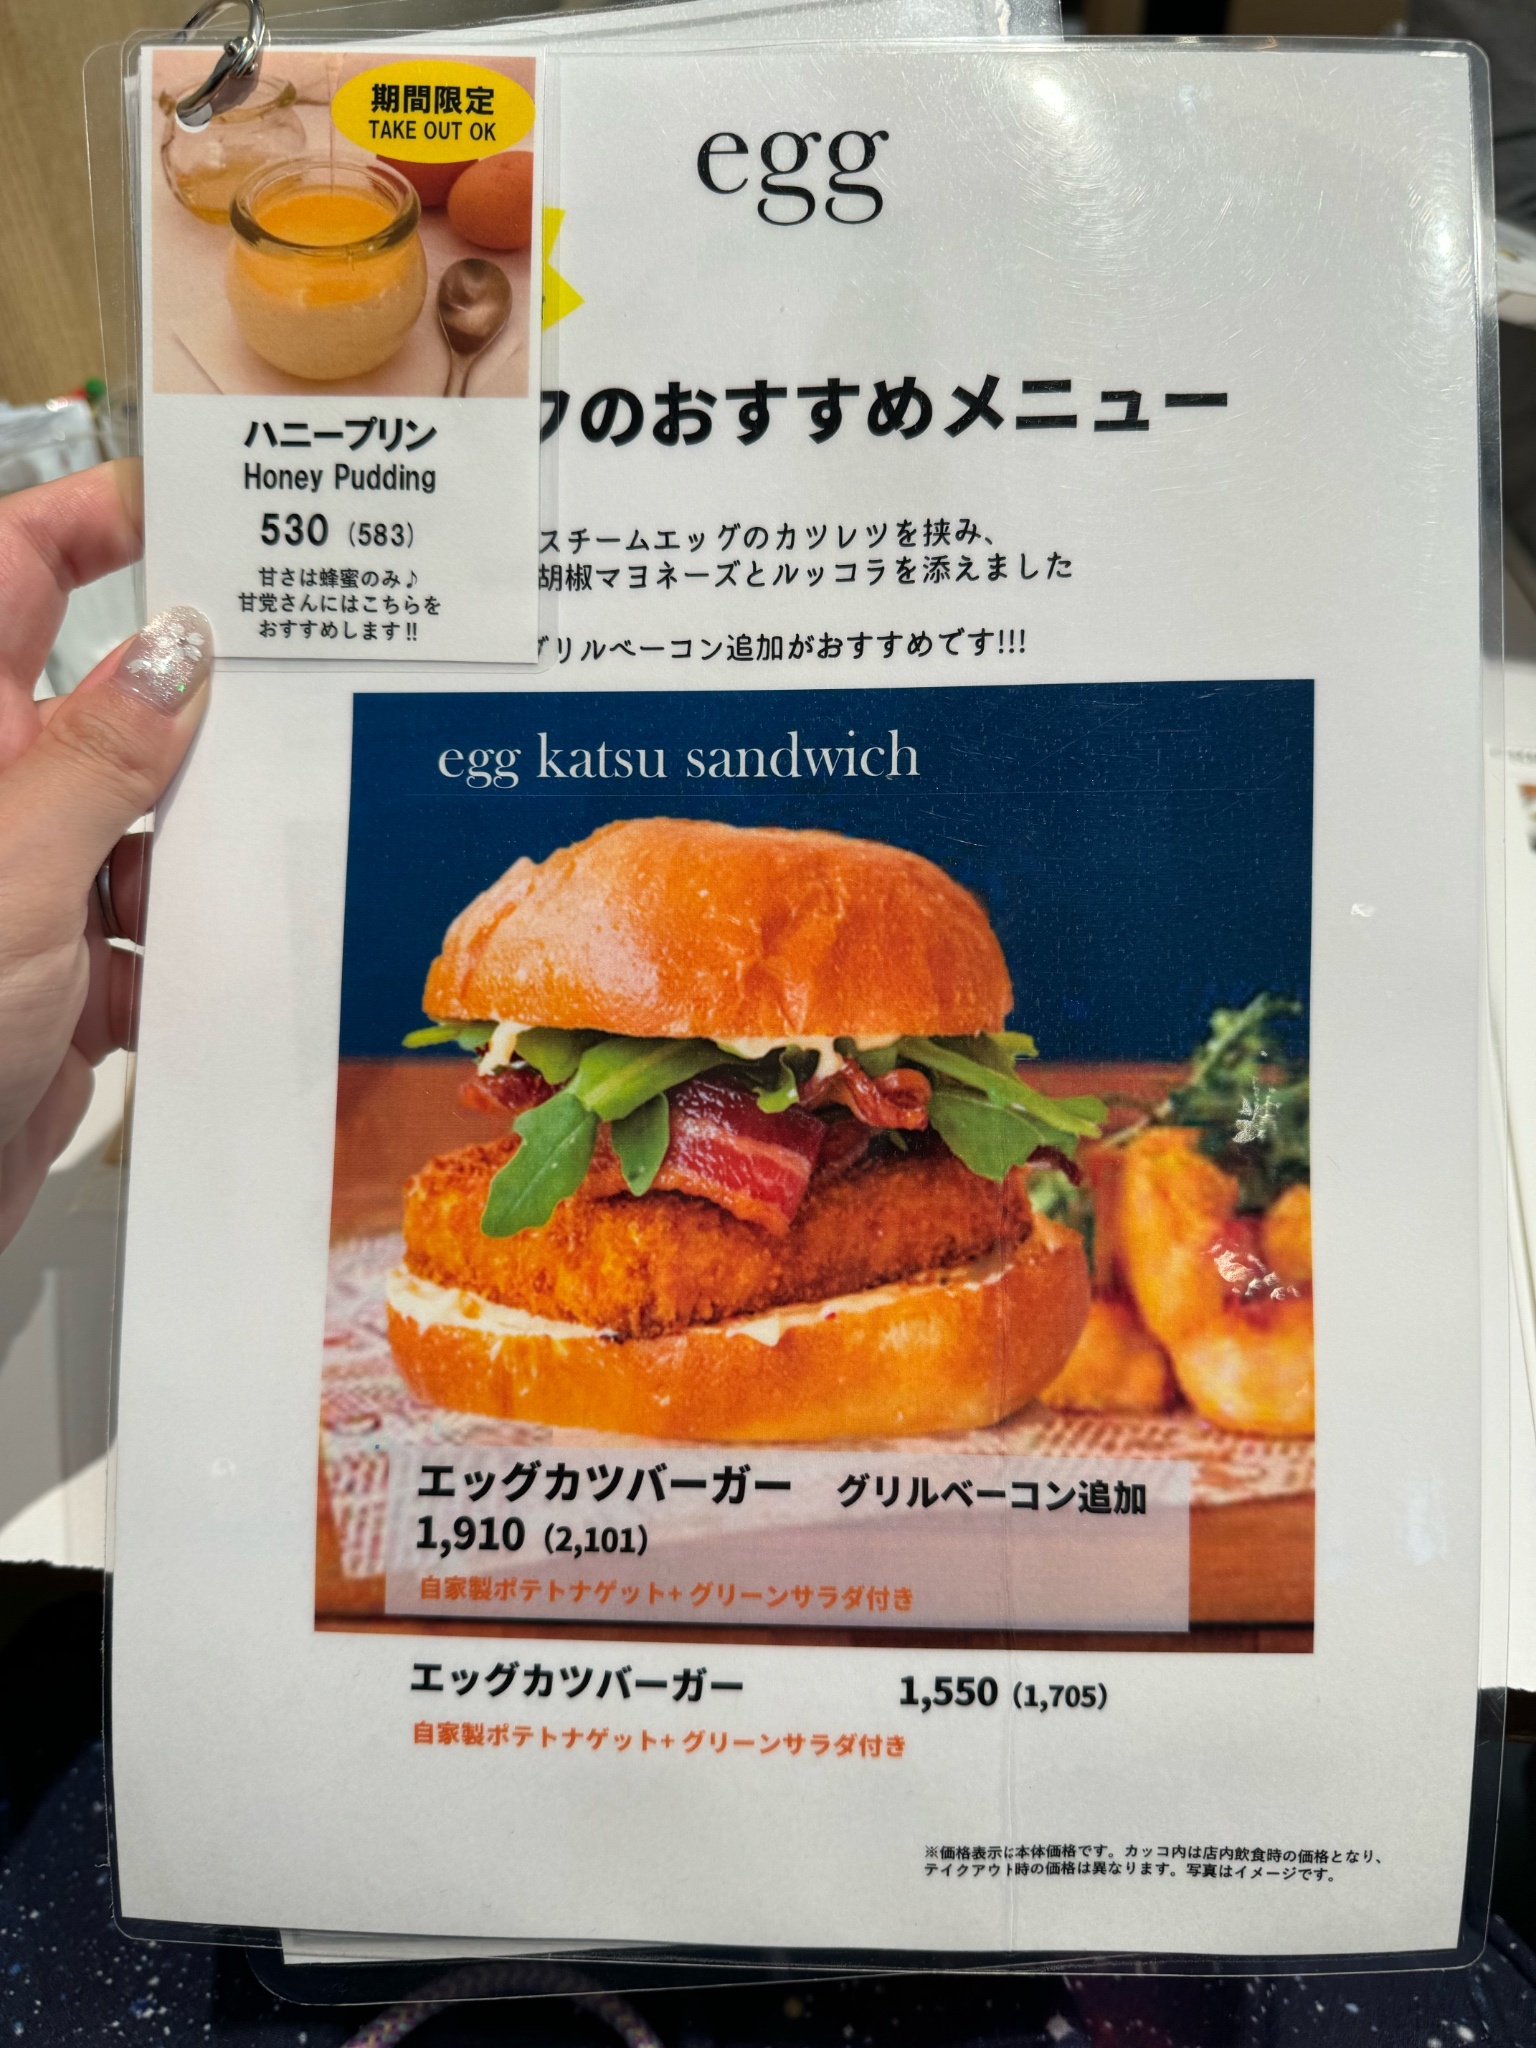 期間限定
TAKE OUT OK
ハニープリン
Honey Pudding
530 (583)
甘さは蜂蜜のみ♪
甘党さんにはこちらを
おすすめします!!
egg
フのおすすめメニュー
スチームエッグのカツレツを挟み、
胡椒マヨネーズとルッコラを添えました
グリルベーコン追加がおすすめです!!!
egg katsu sandwich
エッグカツバーガー グリルベーコン追加
1,910 (2,101)
自家製ポテトナゲット+グリーンサラダ付き
エッグカツバーガー 1,550 (1,705)
自家製ポテトナゲット+グリーンサラダ付き
※価格表示は本体価格です。カッコ内は店内飲食時の価格となり、
テイクアウト時の価格は異なります。写真はイメージです。